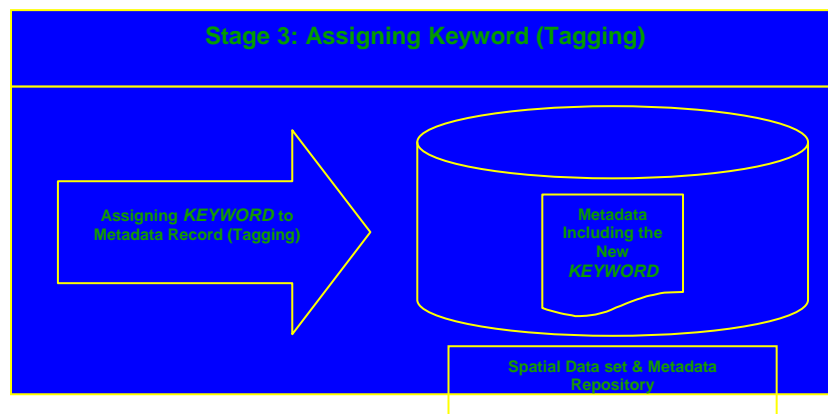 Stage 3: Assigning Keyword (Tagging)
Assigning KEYWORD to
Metadata Record (Tagging)
Metadata
Including the
New
KEYWORD
Spatial Data set & Metadata
Repository